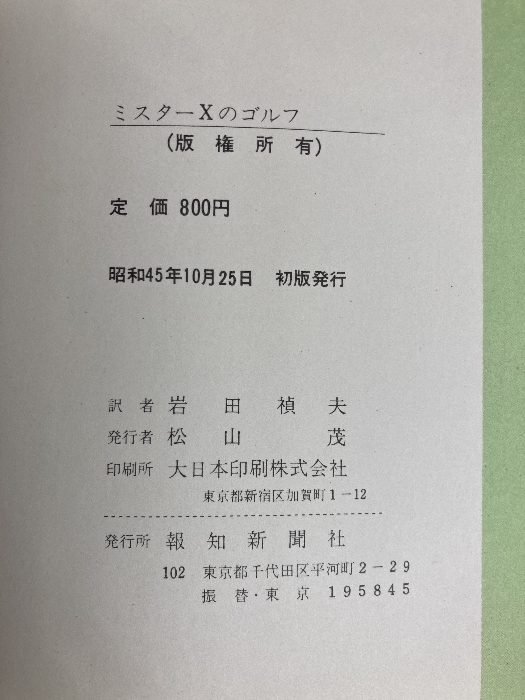 ミスターXのゴルフ
(版権所有)
定価 800円
昭和45年10月25日 初版発行
訳者 岩田禎夫
発行者 松山茂
印刷所 大日本印刷株式会社
東京都新宿区加賀町1-12
発行所 報知新聞社
102 東京都千代田区平河町2-29
振替・東京 195845